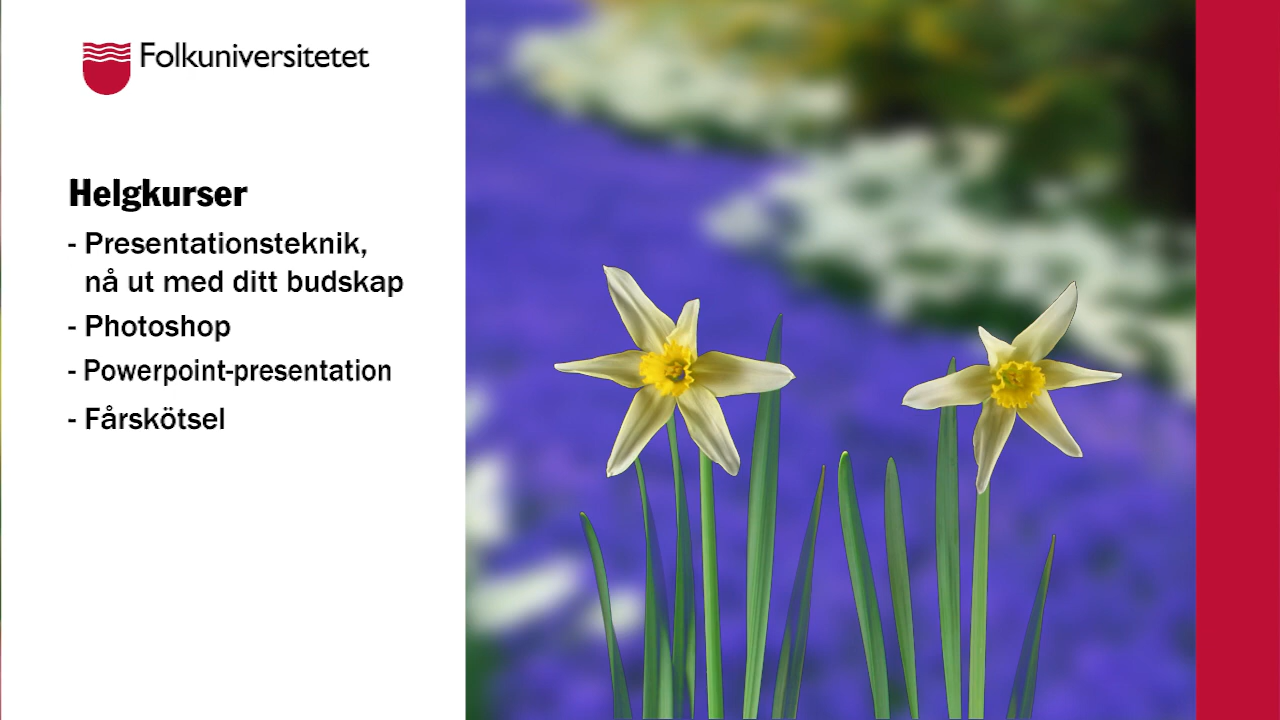 Folkuniversitetet
Helgkurser
- Presentationsteknik,
nå ut med ditt budskap
- Photoshop
- Powerpoint-presentation
- Fårskötsel